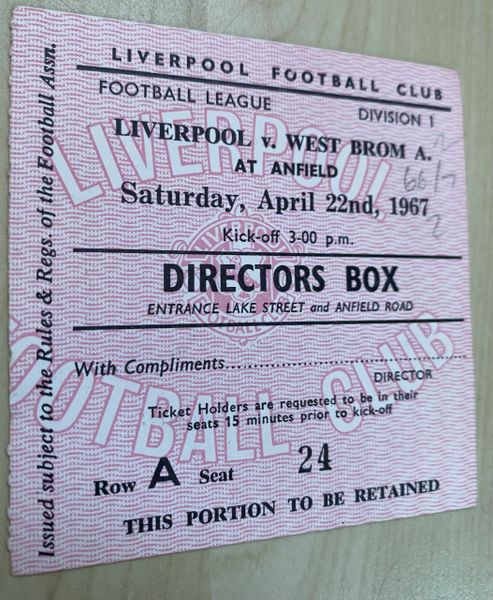 LIVERPOOL FOOTBALL CLUB
FOOTBALL LEAGUE DIVISION 1
LIVERPOOL v. WEST BROM A.
AT ANFIELD
Saturday, April 22nd, 1967
Kick-off 3-00 p.m.
DIRECTORS BOX
ENTRANCE LAKE STREET and ANFIELD ROAD
With Compliments
DIRECTOR
Ticket Holders are requested to be in their
seats 15 minutes prior to kick-off
Row A Seat 24
THIS PORTION TO BE RETAINED
Issued subject to the Rules & Regs. of the Football Assn.
LIVERPOOL
FOOTBALL CLUB
LIVERPOOL
FOOTBALL